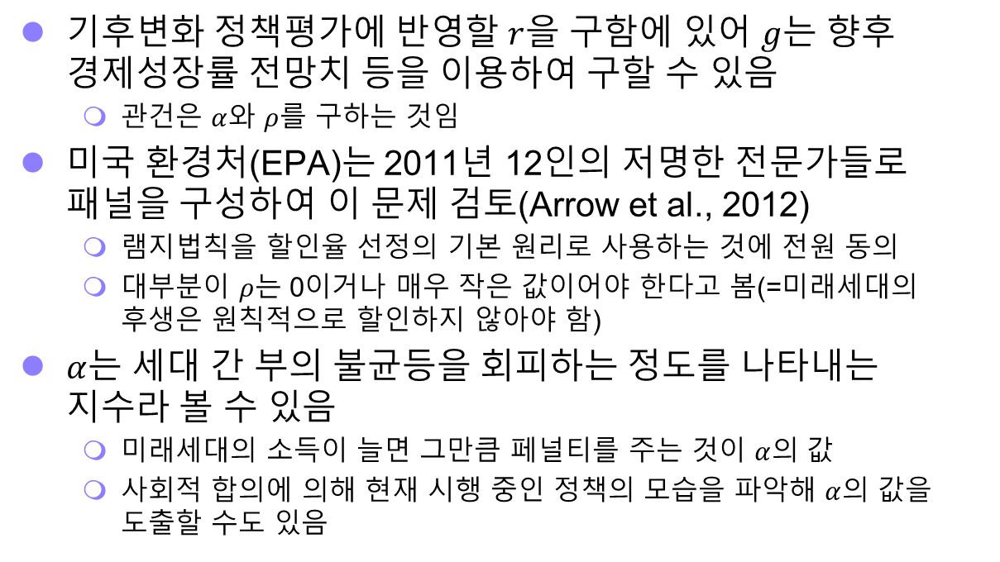 기후변화 정책평가에 반영할 r을 구함에 있어 g는 향후
경제성장률 전망치 등을 이용하여 구할 수 있음
관건은 α와 ρ를 구하는 것임
미국 환경처(EPA)는 2011년 12인의 저명한 전문가들로
패널을 구성하여 이 문제 검토(Arrow et al., 2012)
램지법칙을 할인율 선정의 기본 원리로 사용하는 것에 전원 동의
대부분이 ρ는 0이거나 매우 작은 값이어야 한다고 봄(=미래세대의
후생은 원칙적으로 할인하지 않아야 함)
α는 세대 간 부의 불균등을 회피하는 정도를 나타내는
지수라 볼 수 있음
미래세대의 소득이 늘면 그만큼 페널티를 주는 것이 α의 값
사회적 합의에 의해 현재 시행 중인 정책의 모습을 파악해 α의 값을
도출할 수도 있음